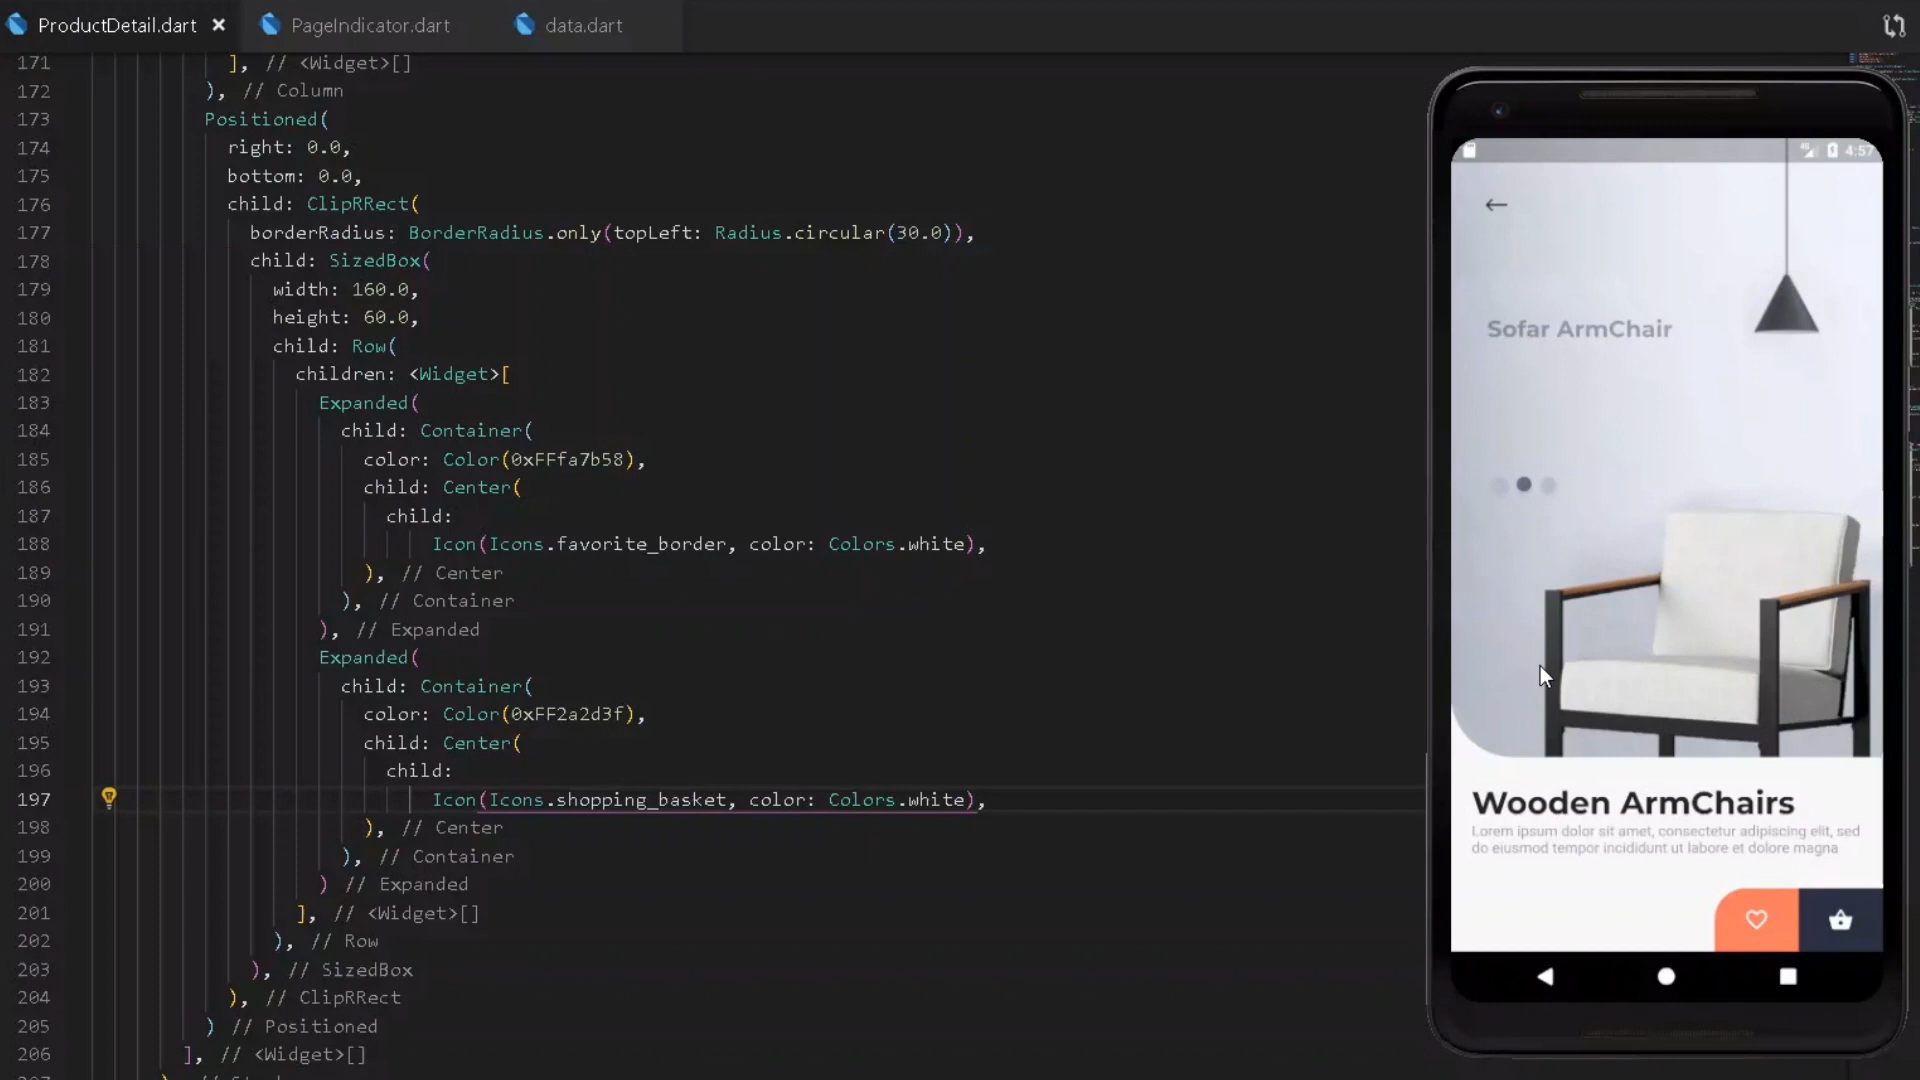 ProductDetail.dart
PageIndicator.dart
data.dart
171 ], // <Widget>[]
172 ), // Column
173 Positioned(
174 right: 0.0,
175 bottom: 0.0,
176 child: ClipRRect(
177 borderRadius: BorderRadius.only(topLeft: Radius.circular(30.0)),
178 child: SizedBox(
179 width: 160.0,
180 height: 60.0,
181 child: Row(
182 children: <Widget>[
183 Expanded(
184 child: Container(
185 color: Color(0xFFfa7b58),
186 child: Center(
187 child:
188 Icon(Icons.favorite_border, color: Colors.white),
189 ), // Center
190 ), // Container
191 ), // Expanded
192 Expanded(
193 child: Container(
194 color: Color(0xFF2a2d3f),
195 child: Center(
196 child:
197 Icon(Icons.shopping_basket, color: Colors.white),
198 ), // Center
199 ), // Container
200 ) // Expanded
201 ], // <Widget>[]
202 ), // Row
203 ), // SizedBox
204 ), // ClipRRect
205 ) // Positioned
206 ], // <Widget>[]
4:57
Sofar ArmChair
Wooden ArmChairs
Lorem ipsum dolor sit amet, consectetur adipiscing elit, sed
do eiusmod tempor incididunt ut labore et dolore magna